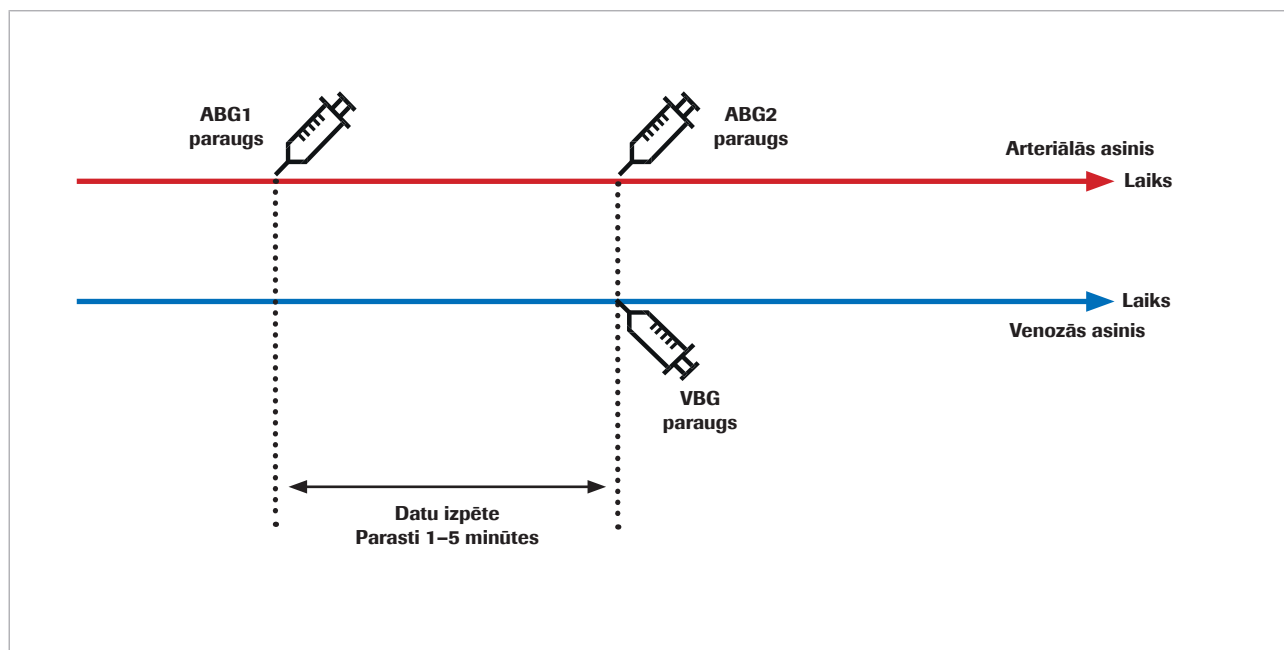 ABG1
paraugs
ABG2
paraugs
Arteriālās asinis
Laiks
Laiks
Venozās asinis
VBG
paraugs
Datu izpēte
Parasti 1–5 minūtes